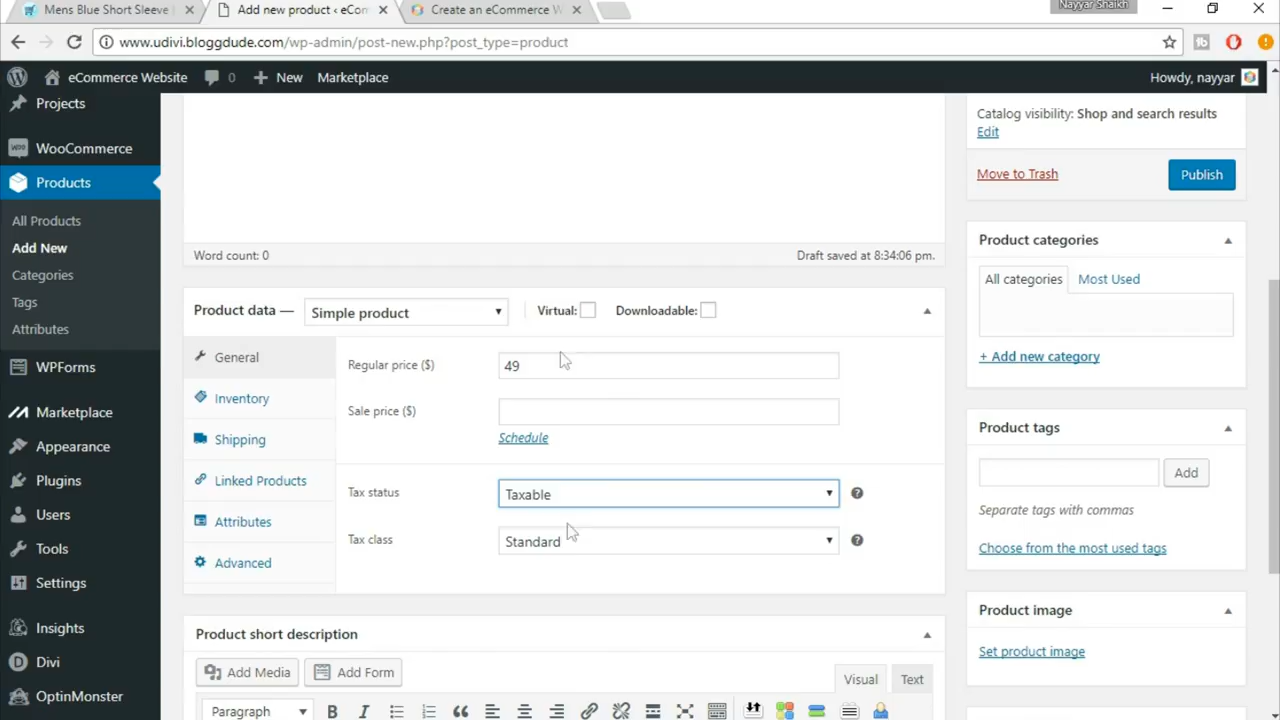 Mens Blue Short Sleeve
Add new product ‹ eCom
Create an eCommerce W
Nayyar Shaikh
www.udivi.bloggdude.com/wp-admin/post-new.php?post_type=product
eCommerce Website
0
New
Marketplace
Howdy, nayyar
Projects
WooCommerce
Products
All Products
Add New
Categories
Tags
Attributes
WPForms
Marketplace
Appearance
Plugins
Users
Tools
Settings
Insights
Divi
OptinMonster
Word count: 0
Draft saved at 8:34:06 pm.
Product data —
Simple product
Virtual:
Downloadable:
General
Inventory
Shipping
Linked Products
Attributes
Advanced
Regular price ($)
49
Sale price ($)
Schedule
Tax status
Taxable
Tax class
Standard
Product short description
Add Media
Add Form
Visual
Text
Paragraph
Catalog visibility: Shop and search results
Edit
Move to Trash
Publish
Product categories
All categories
Most Used
+ Add new category
Product tags
Add
Separate tags with commas
Choose from the most used tags
Product image
Set product image